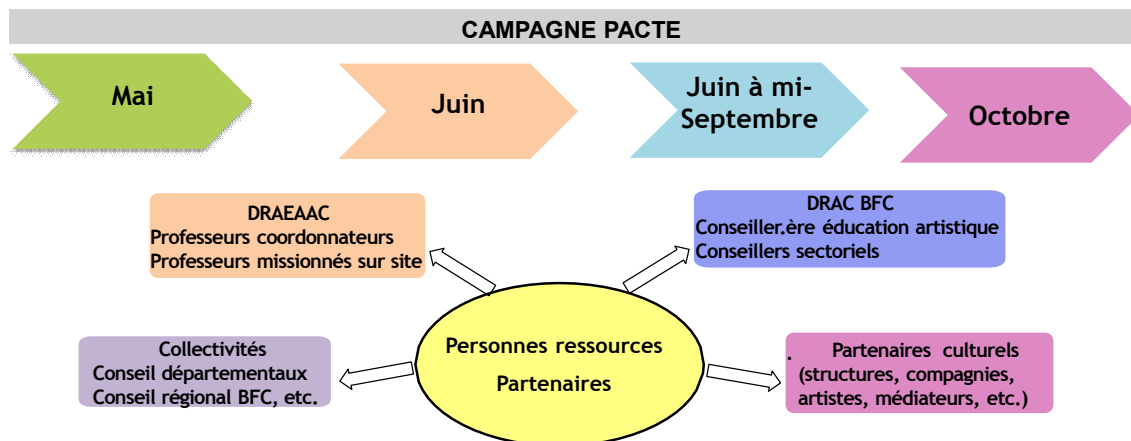 CAMPAGNE PACTE
Mai
Juin
Juin à mi-
Septembre
Octobre
DRAEAAC
Professeurs coordonnateurs
Professeurs missionnés sur site
DRAC BFC
Conseiller.ère éducation artistique
Conseillers sectoriels
Personnes ressources
Partenaires
Collectivités
Conseil départementaux
Conseil régional BFC, etc.
. Partenaires culturels
(structures, compagnies,
artistes, médiateurs, etc.)